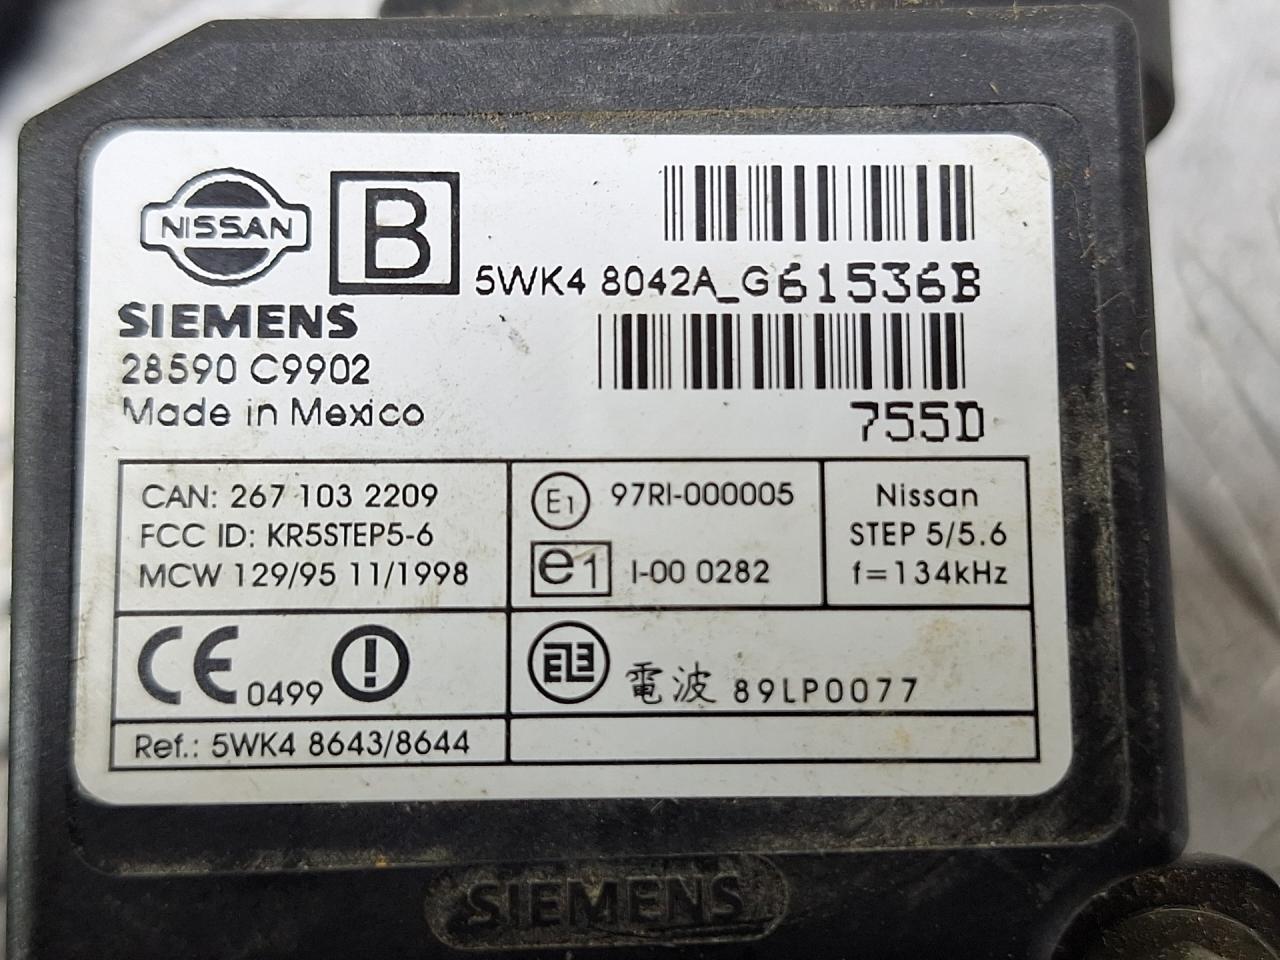 NISSAN
B
5WK4 8042A_G61536B
SIEMENS
28590 C9902
Made in Mexico
755D
CAN: 267 103 2209
FCC ID: KR5STEP5-6
MCW 129/95 11/1998
E1 97RI-000005
e1 I-00 0282
Nissan
STEP 5/5.6
f=134kHz
CE 0499 !
電波 89LP0077
Ref.: 5WK4 8643/8644
SIEMENS